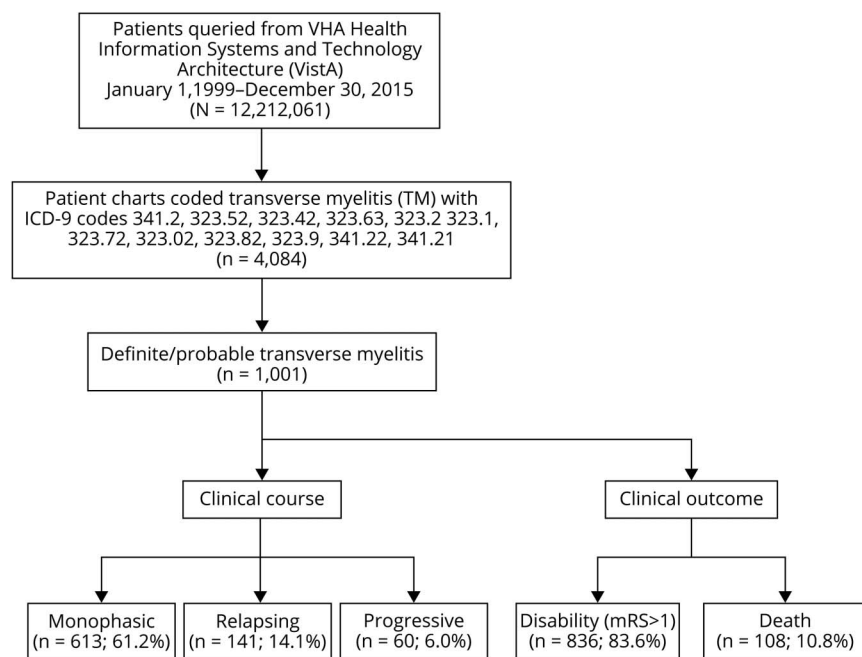 Patients queried from VHA Health
Information Systems and Technology
Architecture (VistA)
January 1,1999–December 30, 2015
(N = 12,212,061)
Patient charts coded transverse myelitis (TM) with
ICD-9 codes 341.2, 323.52, 323.42, 323.63, 323.2 323.1,
323.72, 323.02, 323.82, 323.9, 341.22, 341.21
(n = 4,084)
Definite/probable transverse myelitis
(n = 1,001)
Clinical course
Clinical outcome
Monophasic
(n = 613; 61.2%)
Relapsing
(n = 141; 14.1%)
Progressive
(n = 60; 6.0%)
Disability (mRS>1)
(n = 836; 83.6%)
Death
(n = 108; 10.8%)